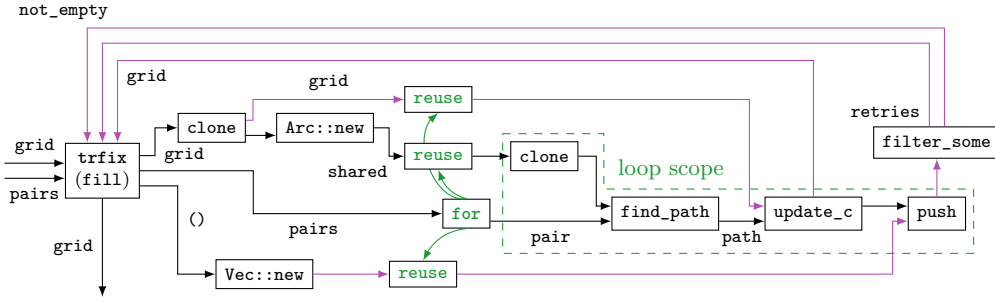 not_empty
grid
grid
reuse
retries
clone
Arc::new
filter_some
grid
trfix
(fill)
grid
reuse
clone
loop scope
shared
pairs
()
pairs
for
find_path
update_c
push
grid
pair
path
Vec::new
reuse